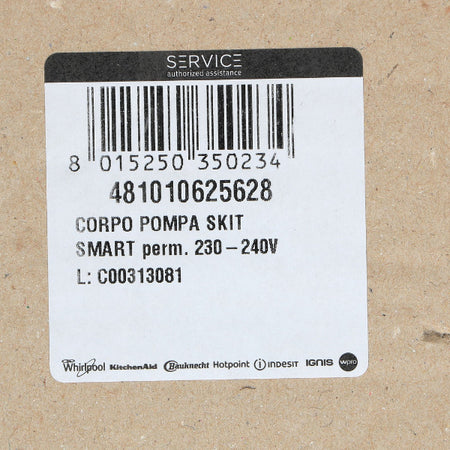 SERVICE
authorized assistance
8 015250 350234
481010625628
CORPO POMPA SKIT
SMART perm. 230-240V
L: C00313081
Whirlpool KitchenAid Bauknecht Hotpoint indesit IGNIS wpro